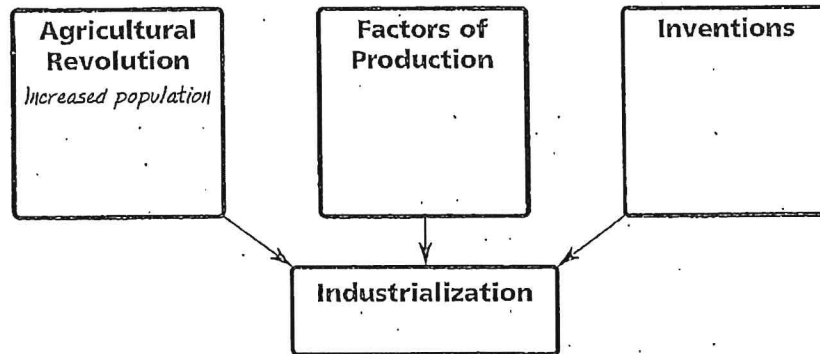 Agricultural
Revolution
Increased population
Factors of
Production
Inventions
Industrialization